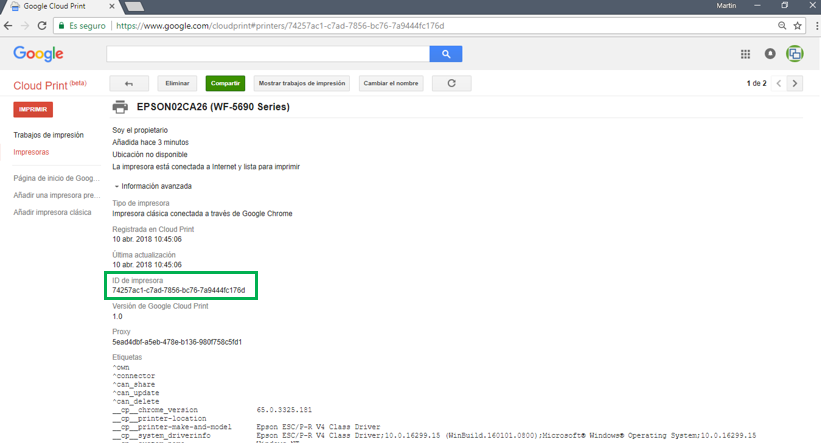 Google Cloud Print
Martin
Es seguro
https://www.google.com/cloudprint#printers/74257ac1-c7ad-7856-bc76-7a9444fc176d
Google
Cloud Print (beta)
Eliminar
Compartir
Mostrar trabajos de impresión
Cambiar el nombre
1 de 2
IMPRIMIR
Trabajos de impresión
Impresoras
Página de inicio de Goog...
Añadir una impresora pre...
Añadir impresora clásica
EPSON02CA26 (WF-5690 Series)
Soy el propietario
Añadida hace 3 minutos
Ubicación no disponible
La impresora está conectada a Internet y lista para imprimir
Información avanzada
Tipo de impresora
Impresora clásica conectada a través de Google Chrome
Registrada en Cloud Print
10 abr. 2018 10:45:06
Última actualización
10 abr. 2018 10:45:06
ID de impresora
74257ac1-c7ad-7856-bc76-7a9444fc176d
Versión de Google Cloud Print
1.0
Proxy
5ead4dbf-a5eb-478e-b136-980f758c5fd1
Etiquetas
^own
^connector
^can_share
^can_update
^can_delete
__cp__chrome_version 65.0.3325.181
__cp__printer-location
__cp__printer-make-and-model Epson ESC/P-R V4 Class Driver
__cp__system_driverinfo Epson ESC/P-R V4 Class Driver;10.0.16299.15 (WinBuild.160101.0800);Microsoft® Windows® Operating System;10.0.16299.15